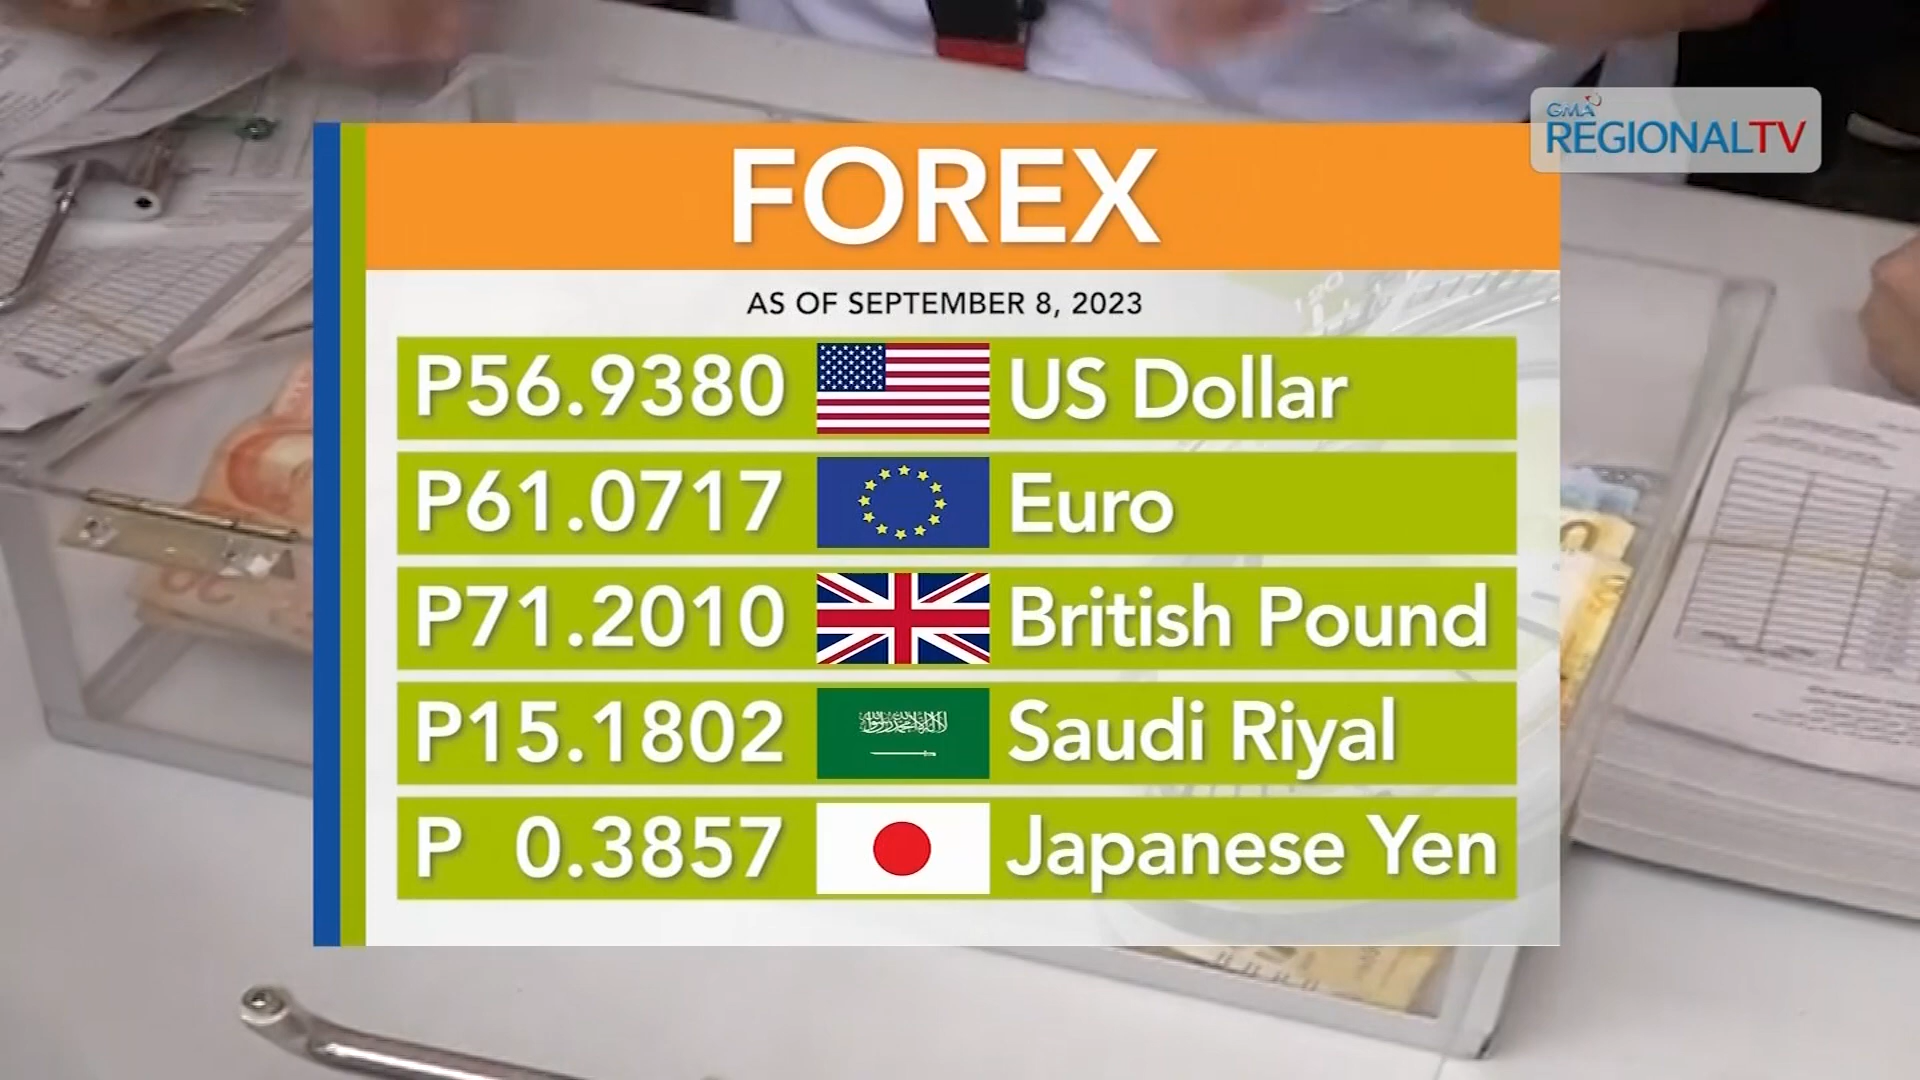 GMA
REGIONALTV
FOREX
AS OF SEPTEMBER 8, 2023
P56.9380 US Dollar
P61.0717 Euro
P71.2010 British Pound
P15.1802 Saudi Riyal
P 0.3857 Japanese Yen